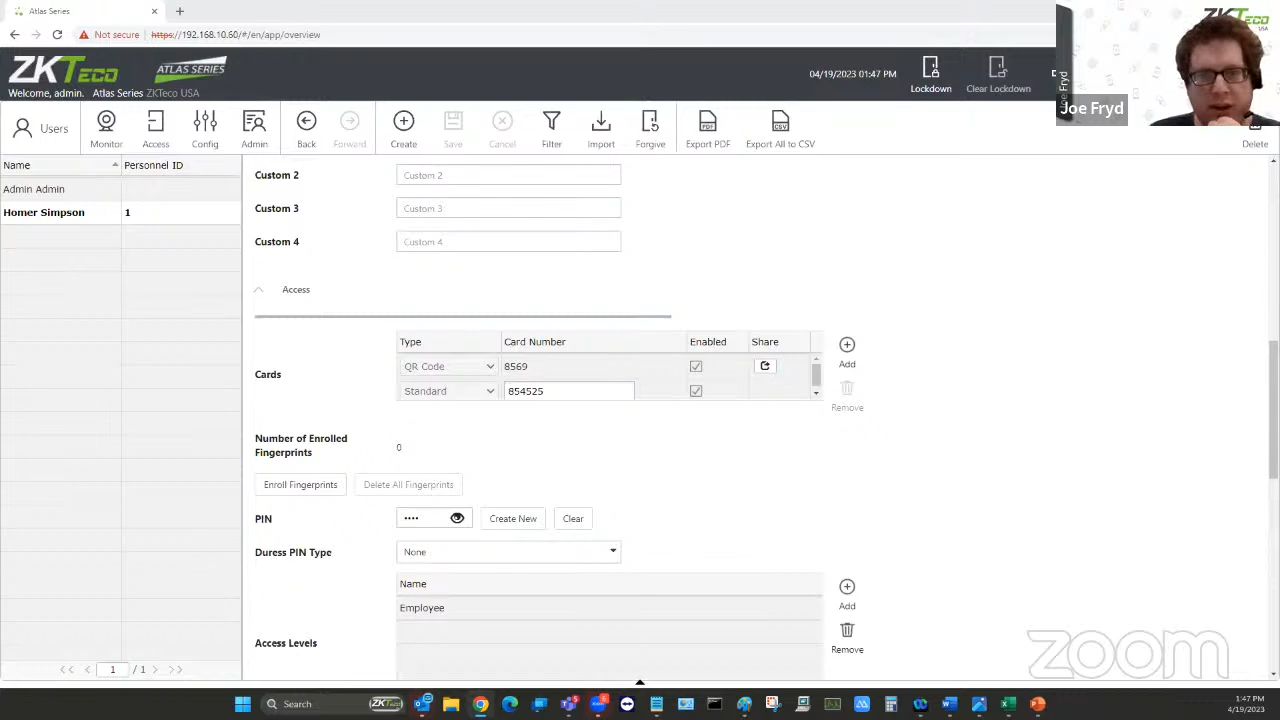 Atlas Series
Not secure
https://192.168.10.60/#/en/app/overview
ZKTeco
ATLAS SERIES
Welcome, admin. Atlas Series ZKTeco USA
04/19/2023 01:47 PM
Lockdown
Clear Lockdown
Joe Fryd
Joe Fryd
USA
Users
Monitor
Access
Config
Admin
Back
Forward
Create
Save
Cancel
Filter
Import
Forgive
PDF
Export PDF
CSV
Export All to CSV
Delete
Name Personnel ID
Admin Admin
Homer Simpson 1
Custom 2 Custom 2
Custom 3 Custom 3
Custom 4 Custom 4
Access
Type Card Number Enabled Share
Cards
QR Code 8569
Standard 854525
Add
Remove
Number of Enrolled
Fingerprints
0
Enroll Fingerprints Delete All Fingerprints
PIN •••• Create New Clear
Duress PIN Type None
Name
Employee
Access Levels
Add
Remove
1 / 1
zoom
Search
ZKTeco
1:47 PM
4/19/2023